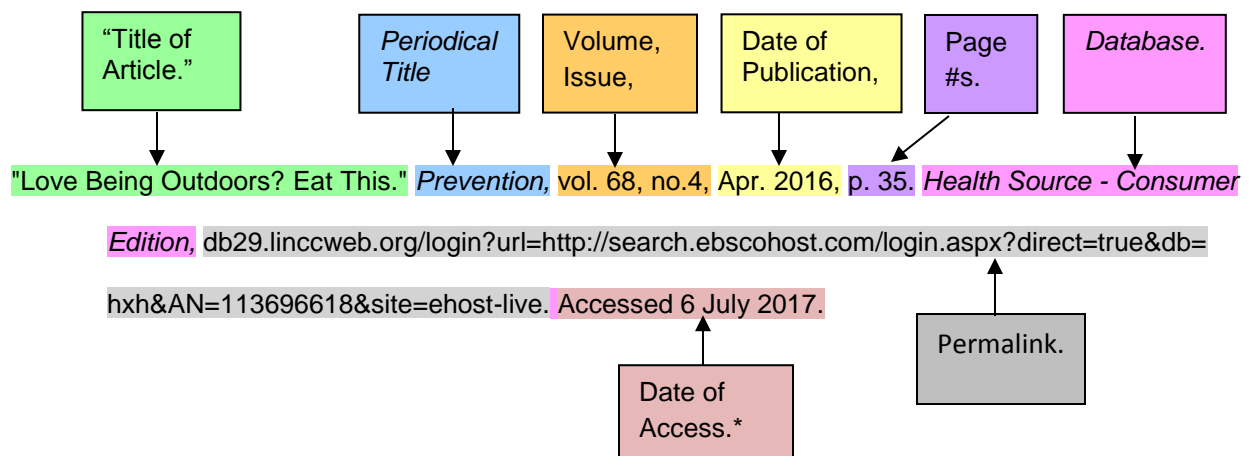 “Title of
Article.”
Periodical
Title
Volume,
Issue,
Date of
Publication,
Page
#s.
Database.
"Love Being Outdoors? Eat This." Prevention, vol. 68, no.4, Apr. 2016, p. 35. Health Source - Consumer
Edition, db29.linccweb.org/login?url=http://search.ebscohost.com/login.aspx?direct=true&db=
hxh&AN=113696618&site=ehost-live. Accessed 6 July 2017.
Permalink.
Date of
Access.*